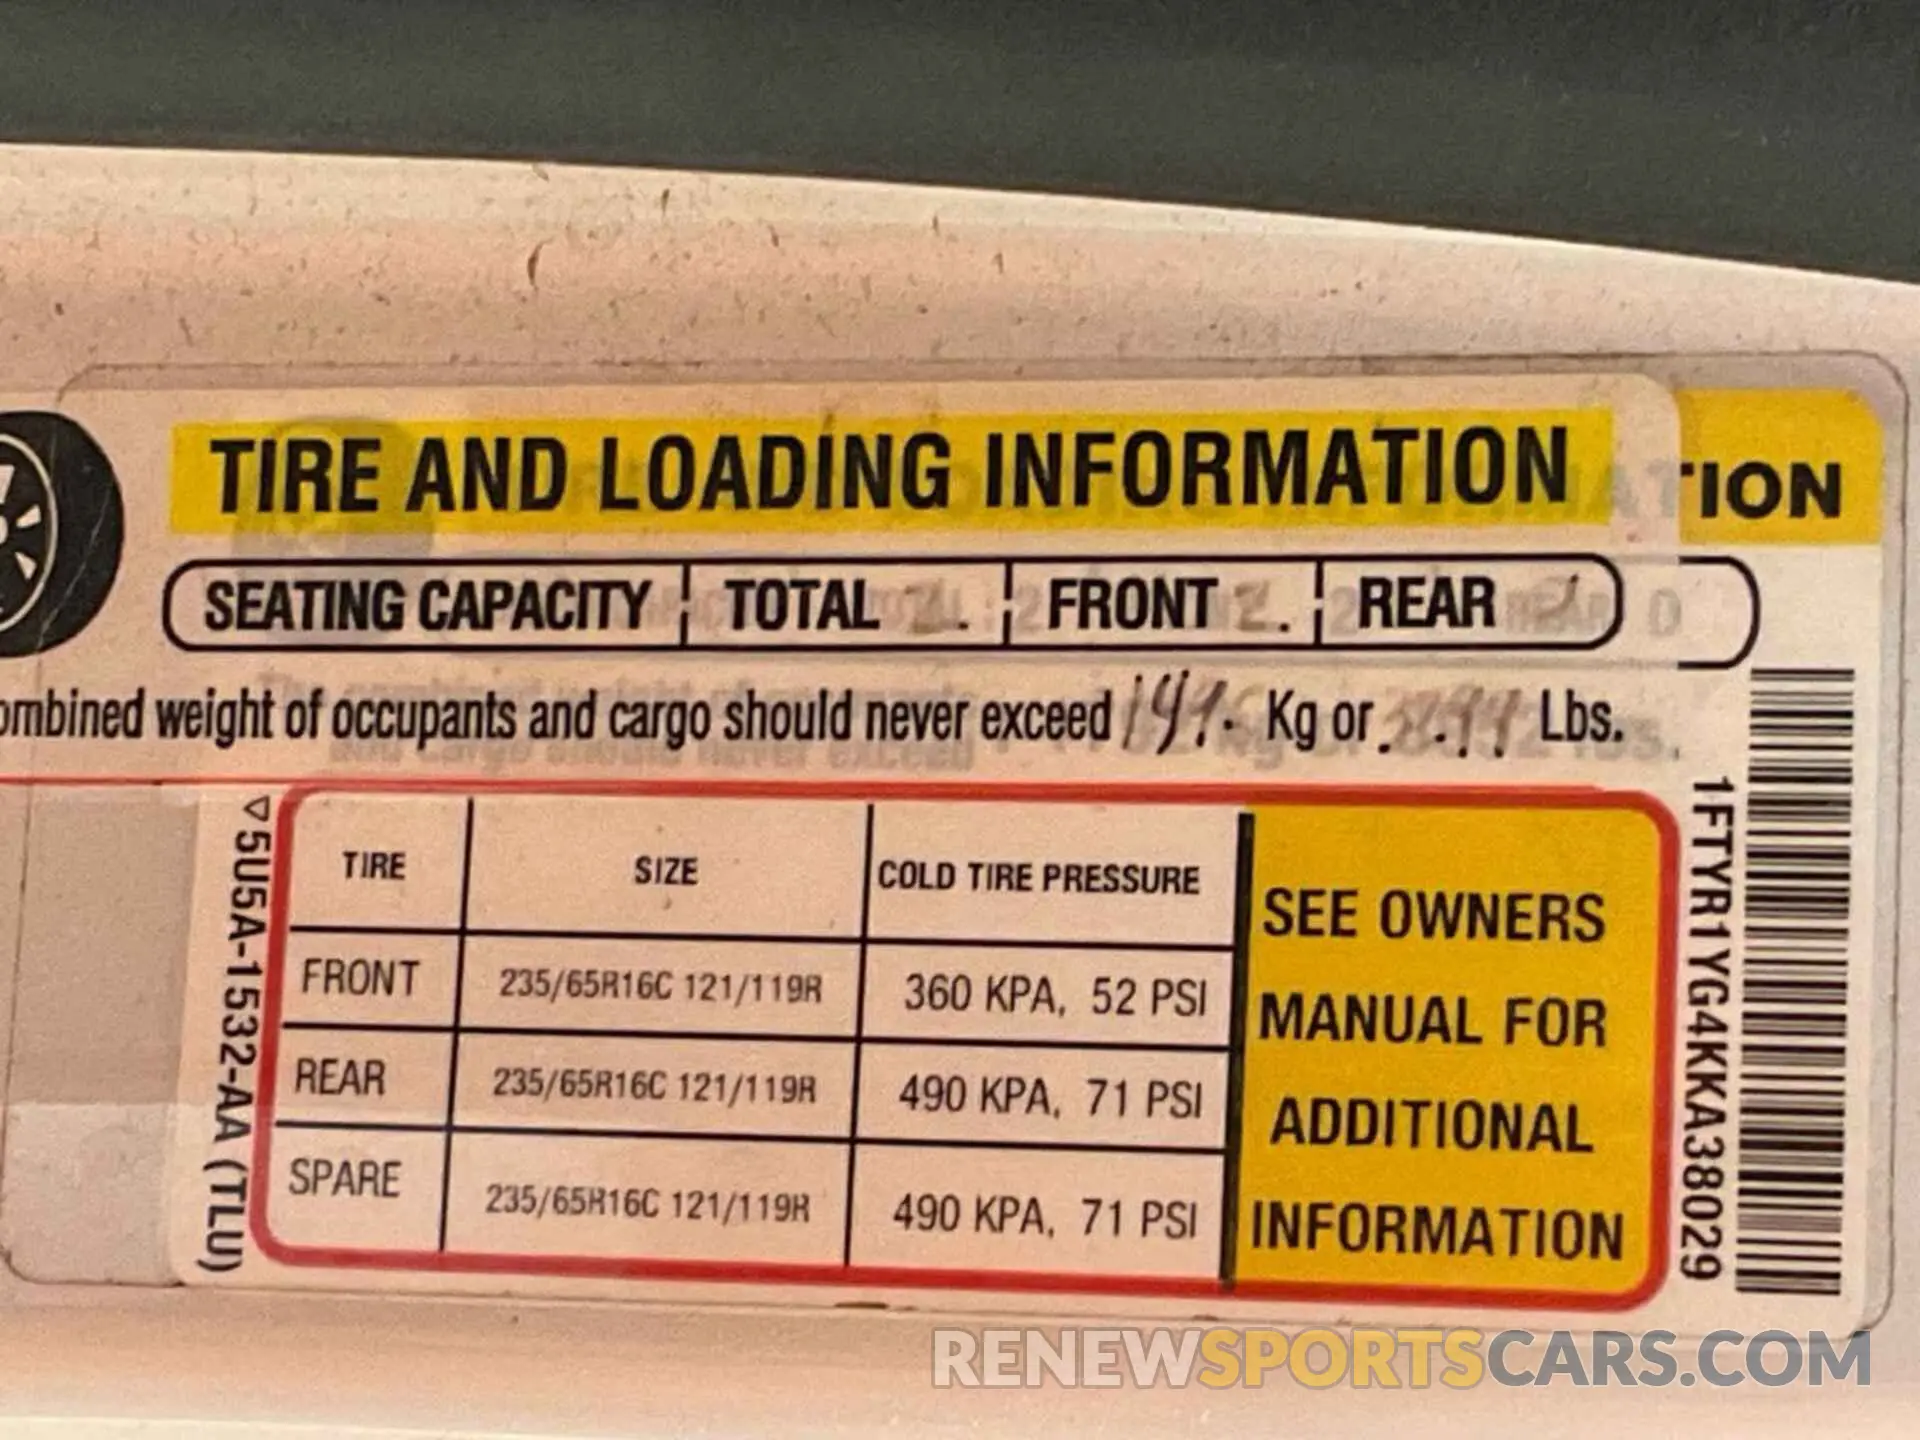 TIRE AND LOADING INFORMATION
TION
SEATING CAPACITY TOTAL 2. FRONT 2. REAR
ombined weight of occupants and cargo should never exceed Kg or Lbs.
TIRE SIZE COLD TIRE PRESSURE
FRONT 235/65R16C 121/119R 360 KPA, 52 PSI
REAR 235/65R16C 121/119R 490 KPA, 71 PSI
SPARE 235/65R16C 121/119R 490 KPA, 71 PSI
SEE OWNERS
MANUAL FOR
ADDITIONAL
INFORMATION
5U5A-1532-AA (TLU)
1FTYR1YG4KKA38029
RENEWSPORTSCARS.COM